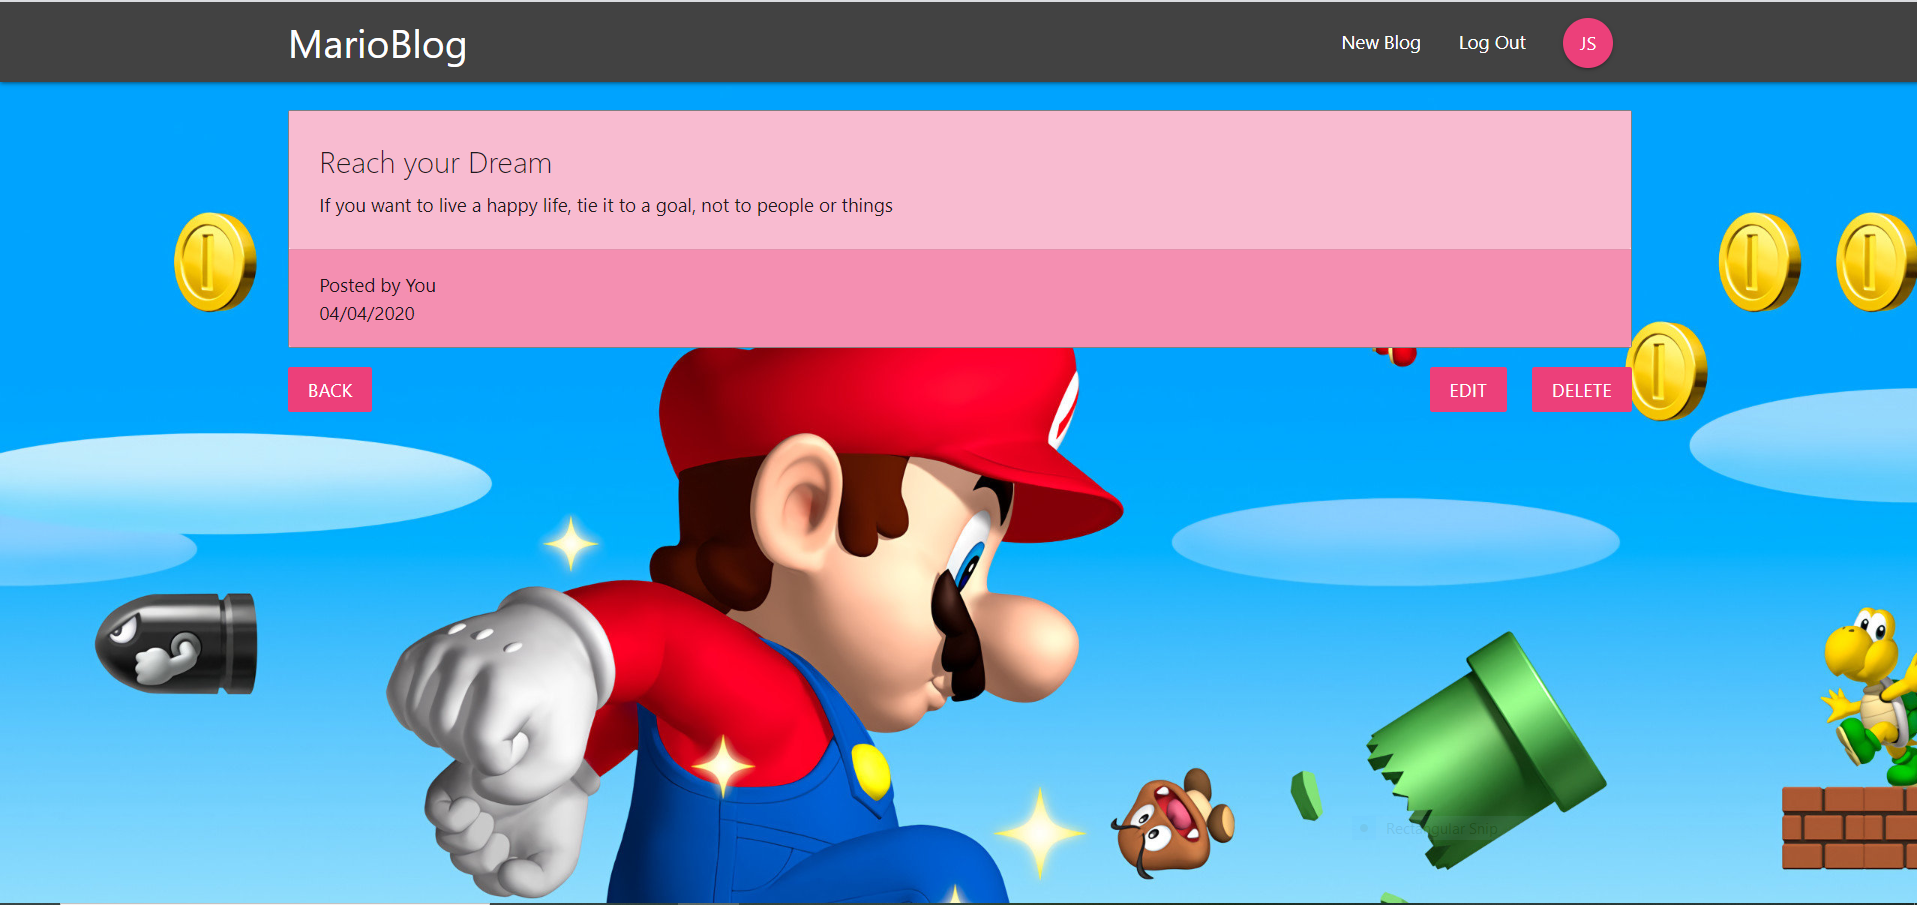 MarioBlog
New Blog
Log Out
JS
Reach your Dream
If you want to live a happy life, tie it to a goal, not to people or things
Posted by You
04/04/2020
BACK
EDIT
DELETE
Rectangular Snip